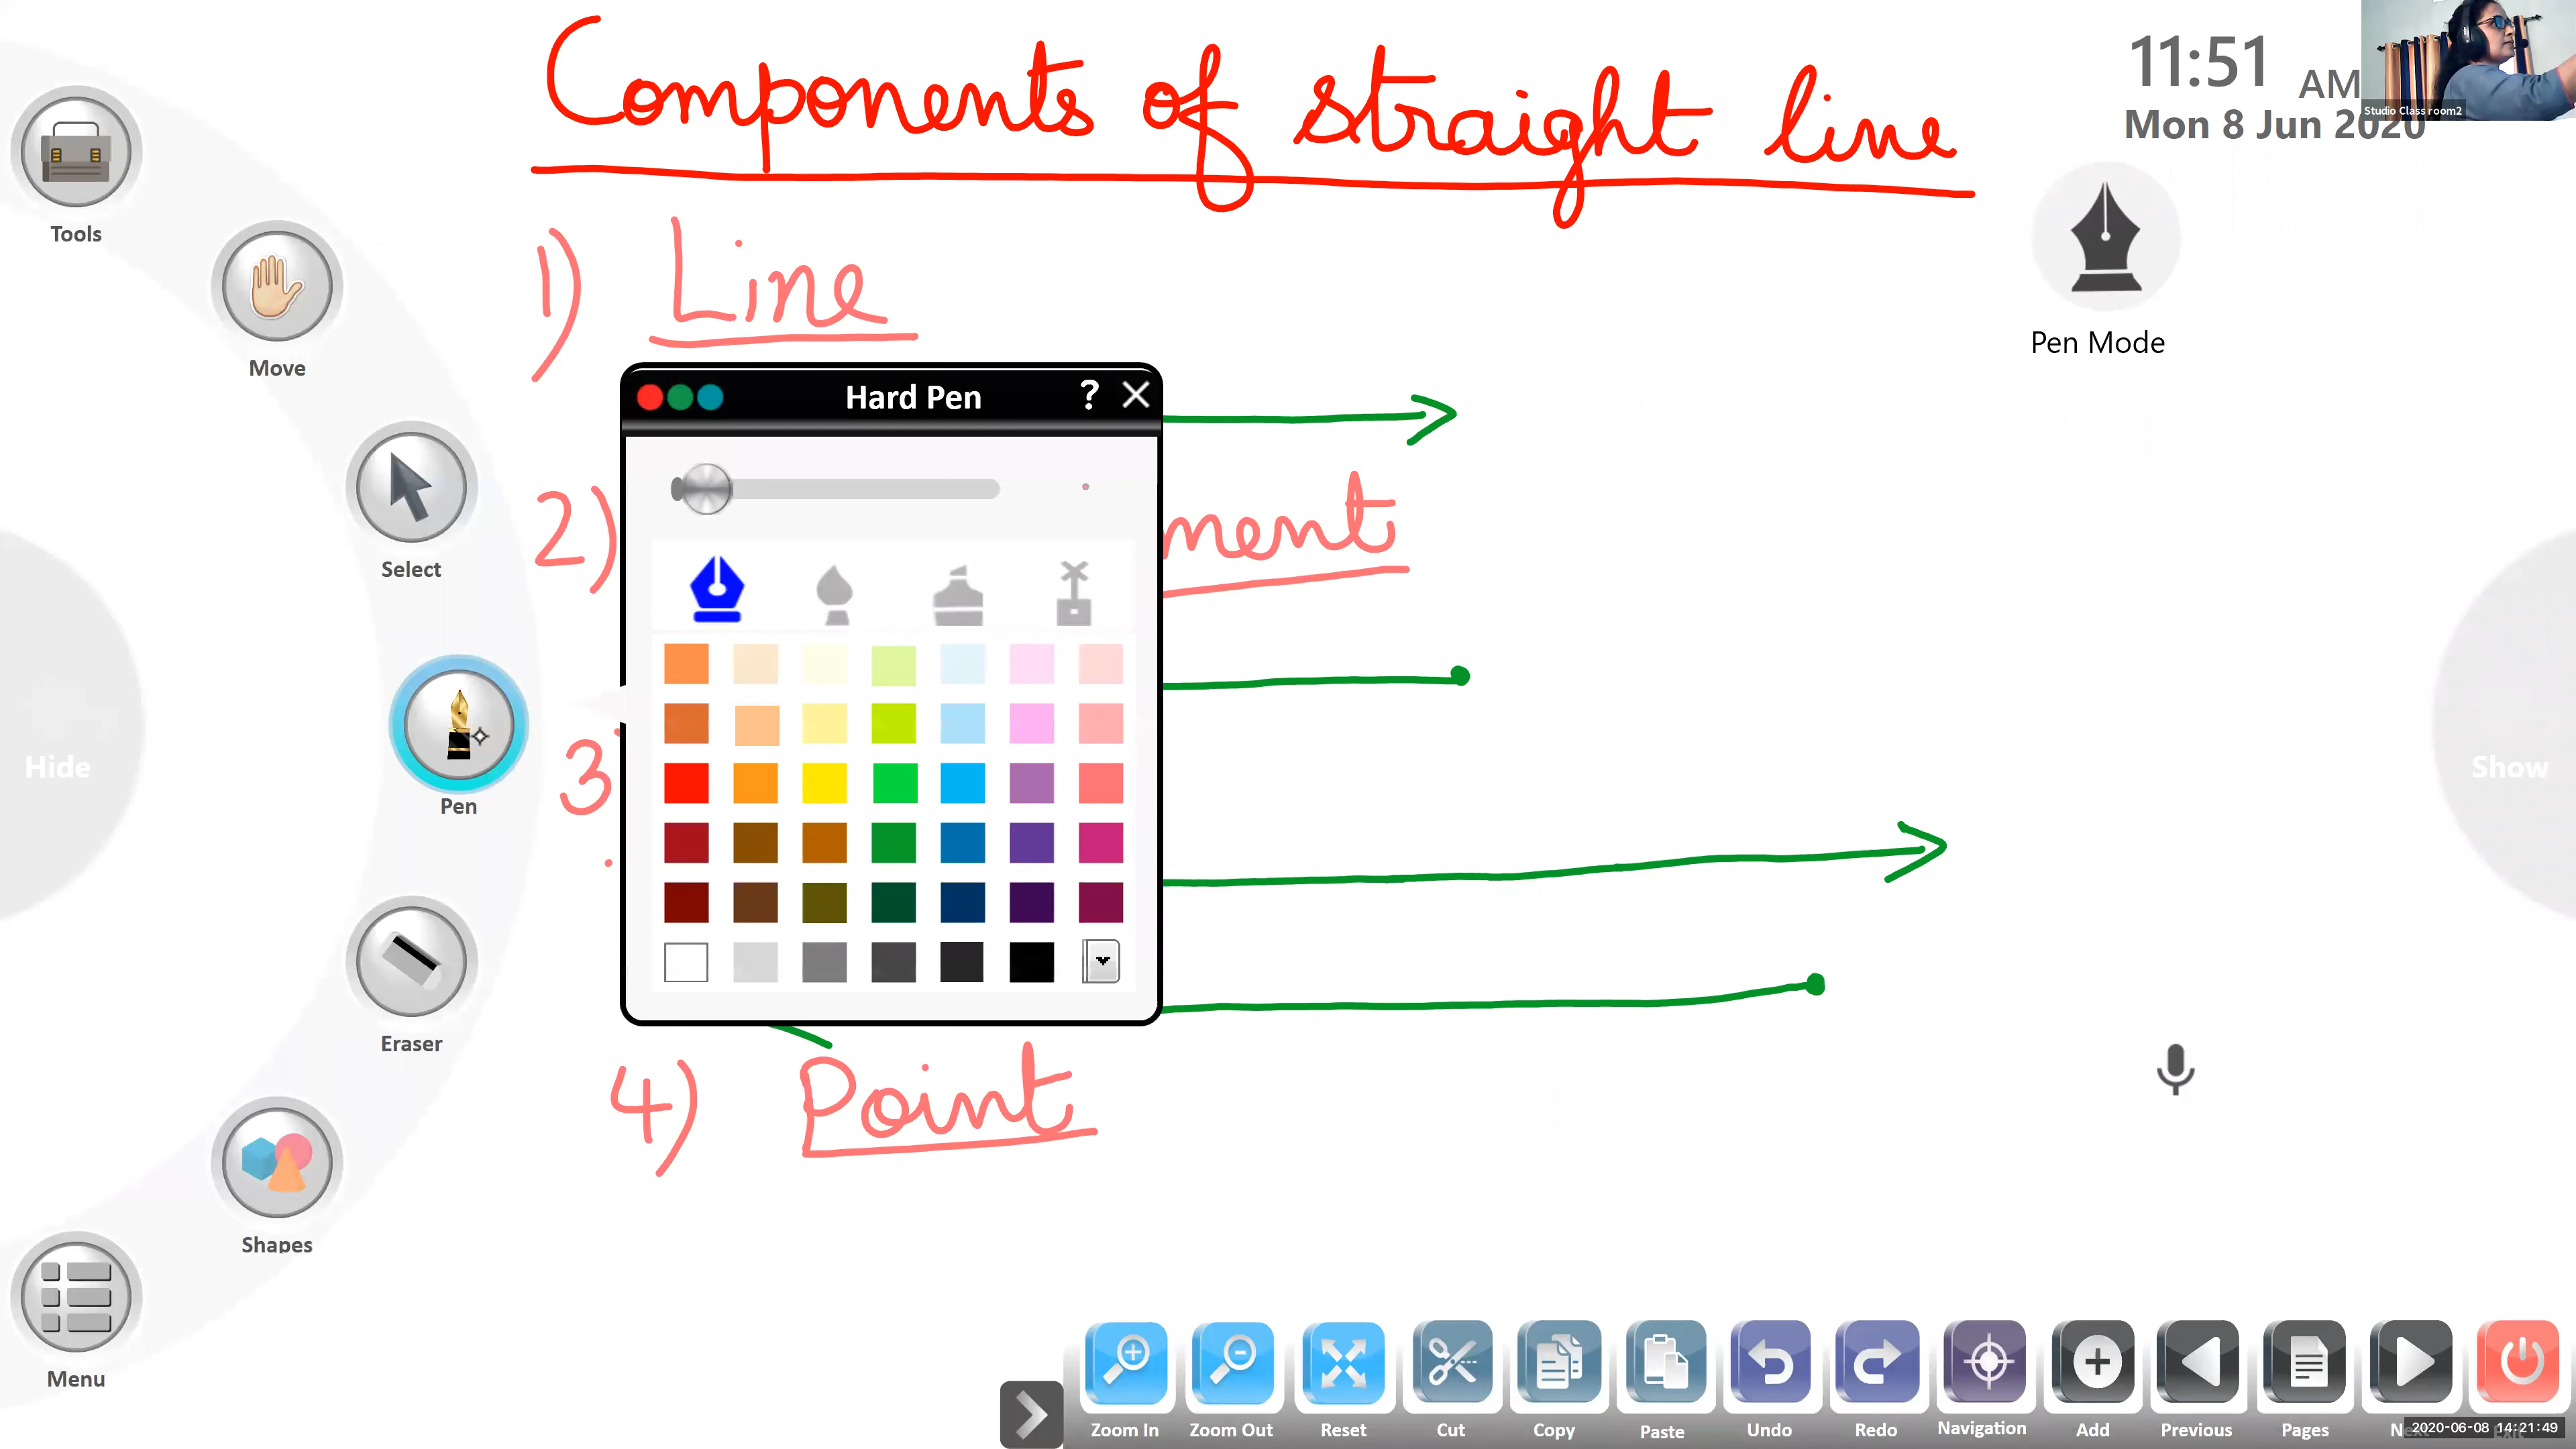 Components of straight line
11:51 AM
Mon 8 Jun 2020
Studio Class room2
Pen Mode
Tools
Move
Select
Pen
Eraser
Shapes
Menu
Hide
Show
1) Line
Hard Pen ? X
2) ment
3
4) Point
Zoom In
Zoom Out
Reset
Cut
Copy
Paste
Undo
Redo
Navigation
Add
Previous
Pages
2020-06-08 14:21:49